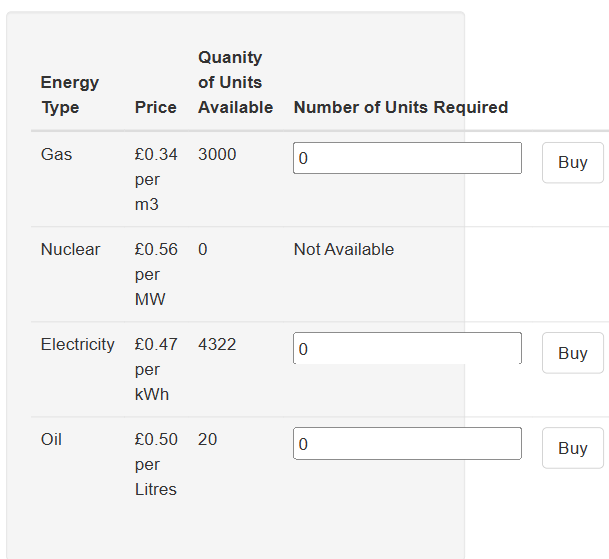 Quanity
Energy of Units
Type Price Available Number of Units Required
Gas £0.34 3000 0 Buy
per
m3
Nuclear £0.56 0 Not Available
per
MW
Electricity £0.47 4322 0 Buy
per
kWh
Oil £0.50 20 0 Buy
per
Litres